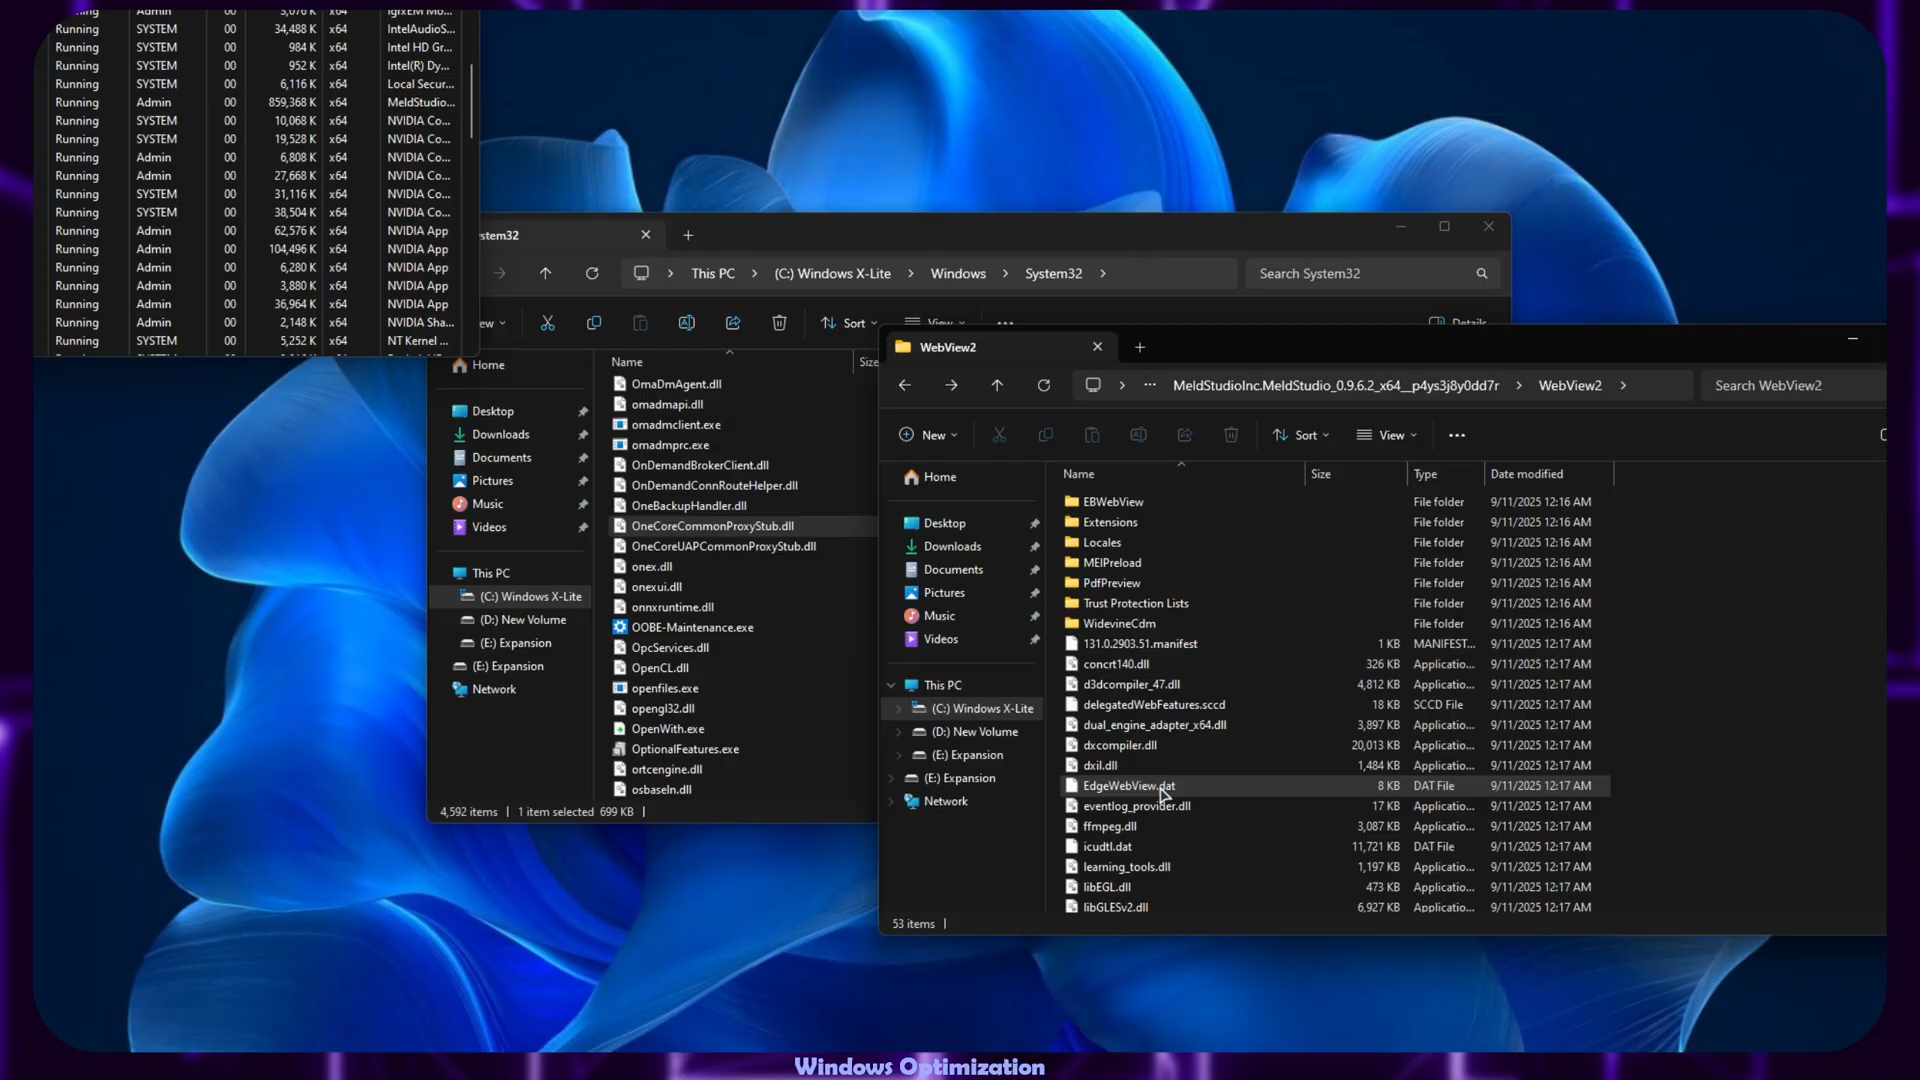 Running Admin 00 3,076 K x64 igfxEM Mo...
Running SYSTEM 00 34,488 K x64 IntelAudioS...
Running SYSTEM 00 984 K x64 Intel HD Gr...
Running SYSTEM 00 952 K x64 Intel(R) Dy...
Running SYSTEM 00 6,116 K x64 Local Secur...
Running Admin 00 859,368 K x64 MeldStudio...
Running SYSTEM 00 10,068 K x64 NVIDIA Co...
Running SYSTEM 00 19,528 K x64 NVIDIA Co...
Running Admin 00 6,808 K x64 NVIDIA Co...
Running Admin 00 27,668 K x64 NVIDIA Co...
Running SYSTEM 00 31,116 K x64 NVIDIA Co...
Running SYSTEM 00 38,504 K x64 NVIDIA Co...
Running Admin 00 62,576 K x64 NVIDIA App
Running Admin 00 104,496 K x64 NVIDIA App
Running Admin 00 6,280 K x64 NVIDIA App
Running Admin 00 3,880 K x64 NVIDIA App
Running Admin 00 36,964 K x64 NVIDIA App
Running Admin 00 2,148 K x64 NVIDIA Sha...
Running SYSTEM 00 5,252 K x64 NT Kernel ...
stem32
This PC > (C:) Windows X-Lite > Windows > System32 >
Search System32
ew Sort View ... Details
Home
Desktop
Downloads
Documents
Pictures
Music
Videos
This PC
(C:) Windows X-Lite
(D:) New Volume
(E:) Expansion
(E:) Expansion
Network
Name Size
OmaDmAgent.dll
omadmapi.dll
omadmclient.exe
omadmprc.exe
OnDemandBrokerClient.dll
OnDemandConnRouteHelper.dll
OneBackupHandler.dll
OneCoreCommonProxyStub.dll
OneCoreUAPCommonProxyStub.dll
onex.dll
onexui.dll
onnxruntime.dll
OOBE-Maintenance.exe
OpcServices.dll
OpenCL.dll
openfiles.exe
opengl32.dll
OpenWith.exe
OptionalFeatures.exe
ortcengine.dll
osbaseln.dll
4,592 items | 1 item selected 699 KB |
WebView2
... MeldStudioInc.MeldStudio_0.9.6.2_x64__p4ys3j8y0dd7r > WebView2 >
Search WebView2
New Sort View ...
Home
Desktop
Downloads
Documents
Pictures
Music
Videos
This PC
(C:) Windows X-Lite
(D:) New Volume
(E:) Expansion
(E:) Expansion
Network
Name Size Type Date modified
EBWebView File folder 9/11/2025 12:16 AM
Extensions File folder 9/11/2025 12:16 AM
Locales File folder 9/11/2025 12:16 AM
MEIPreload File folder 9/11/2025 12:16 AM
PdfPreview File folder 9/11/2025 12:16 AM
Trust Protection Lists File folder 9/11/2025 12:16 AM
WidevineCdm File folder 9/11/2025 12:16 AM
131.0.2903.51.manifest 1 KB MANIFEST... 9/11/2025 12:17 AM
concrt140.dll 326 KB Applicatio... 9/11/2025 12:17 AM
d3dcompiler_47.dll 4,812 KB Applicatio... 9/11/2025 12:17 AM
delegatedWebFeatures.sccd 18 KB SCCD File 9/11/2025 12:17 AM
dual_engine_adapter_x64.dll 3,897 KB Applicatio... 9/11/2025 12:17 AM
dxcompiler.dll 20,013 KB Applicatio... 9/11/2025 12:17 AM
dxil.dll 1,484 KB Applicatio... 9/11/2025 12:17 AM
EdgeWebView.dat 8 KB DAT File 9/11/2025 12:17 AM
eventlog_provider.dll 17 KB Applicatio... 9/11/2025 12:17 AM
ffmpeg.dll 3,087 KB Applicatio... 9/11/2025 12:17 AM
icudtl.dat 11,721 KB DAT File 9/11/2025 12:17 AM
learning_tools.dll 1,197 KB Applicatio... 9/11/2025 12:17 AM
libEGL.dll 473 KB Applicatio... 9/11/2025 12:17 AM
libGLESv2.dll 6,927 KB Applicatio... 9/11/2025 12:17 AM
53 items |
Windows Optimization